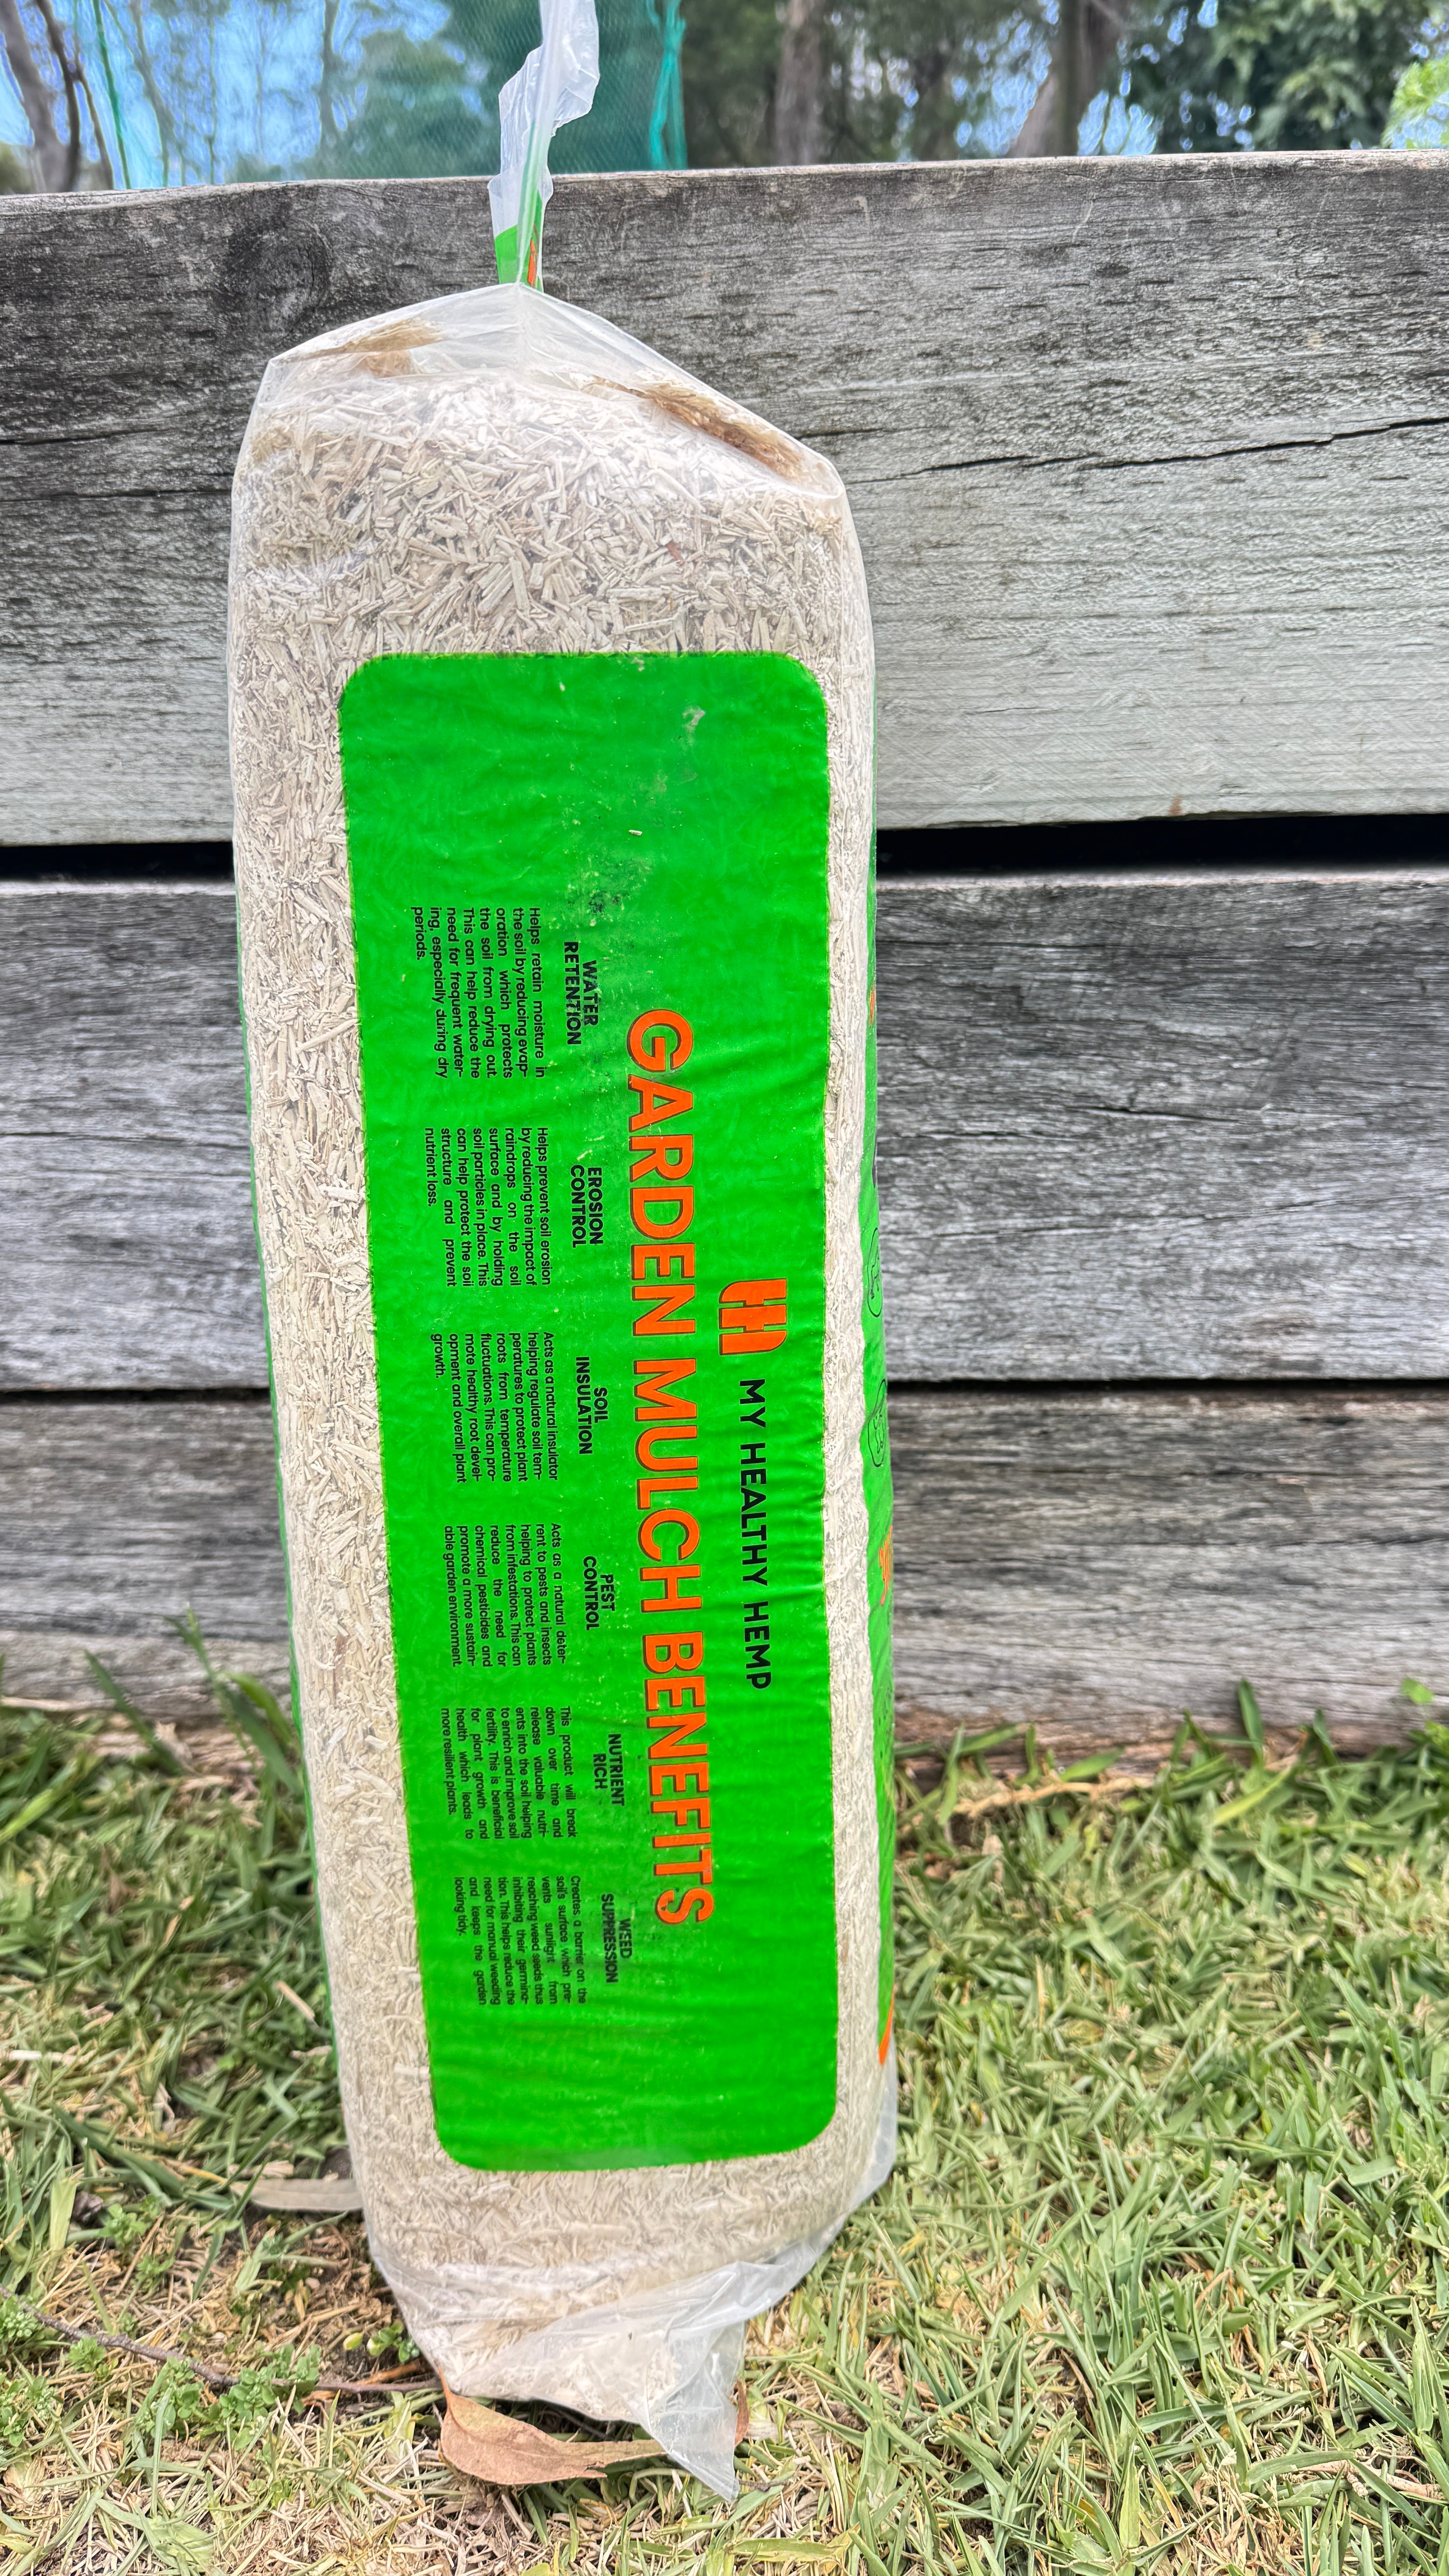 MY HEALTHY HEMP
GARDEN MULCH BENEFITS
WATER
RETENTION
Helps retain moisture in
the soil by reducing evap-
oration which protects
the soil from drying out.
This can help reduce the
need for frequent water-
ing, especially during dry
periods.
EROSION
CONTROL
Helps prevent soil erosion
by reducing the impact of
raindrops on the soil
surface and by holding
soil particles in place. This
can help protect the soil
structure and prevent
nutrient loss.
SOIL
INSULATION
Acts as a natural insulator
helping regulate soil tem-
peratures to protect plant
roots from temperature
fluctuations. This can pro-
mote healthy root devel-
opment and overall plant
growth.
PEST
CONTROL
Acts as a natural deter-
rent to pests and insects
helping to protect plants
from infestations. This can
reduce the need for
chemical pesticides and
promote a more sustain-
able garden environment.
NUTRIENT
RICH
This product will break
down over time and
release valuable nutri-
ents into the soil helping
to enrich and improve soil
fertility. This is beneficial
for plant growth and
health which leads to
more resilient plants.
WEED
SUPPRESSION
Creates a barrier on the
soil's surface which pre-
vents sunlight from
reaching weed seeds thus
inhibiting their germina-
tion. This helps reduce the
need for manual weeding
and keeps the garden
looking tidy.